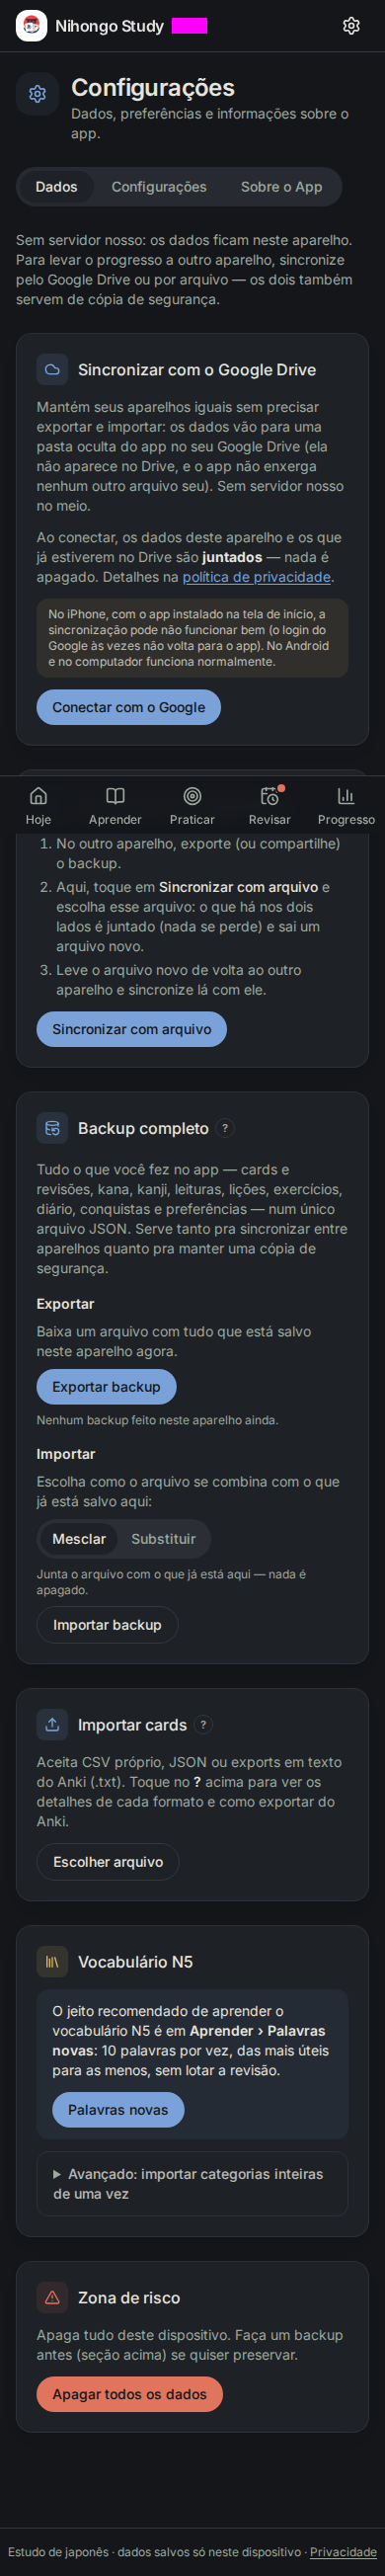 Nihongo Study
Configurações
Dados, preferências e informações sobre o
app.
Dados
Configurações
Sobre o App
Sem servidor nosso: os dados ficam neste aparelho.
Para levar o progresso a outro aparelho, sincronize
pelo Google Drive ou por arquivo — os dois também
servem de cópia de segurança.
Sincronizar com o Google Drive
Mantém seus aparelhos iguais sem precisar
exportar e importar: os dados vão para uma
pasta oculta do app no seu Google Drive (ela
não aparece no Drive, e o app não enxerga
nenhum outro arquivo seu). Sem servidor nosso
no meio.
Ao conectar, os dados deste aparelho e os que
já estiverem no Drive são juntados — nada é
apagado. Detalhes na política de privacidade.
No iPhone, com o app instalado na tela de início, a
sincronização pode não funcionar bem (o login do
Google às vezes não volta para o app). No Android
e no computador funciona normalmente.
Conectar com o Google
Hoje
Aprender
Praticar
Revisar
Progresso
1. No outro aparelho, exporte (ou compartilhe)
o backup.
2. Aqui, toque em Sincronizar com arquivo e
escolha esse arquivo: o que há nos dois
lados é juntado (nada se perde) e sai um
arquivo novo.
3. Leve o arquivo novo de volta ao outro
aparelho e sincronize lá com ele.
Sincronizar com arquivo
Backup completo ?
Tudo o que você fez no app — cards e
revisões, kana, kanji, leituras, lições, exercícios,
diário, conquistas e preferências — num único
arquivo JSON. Serve tanto pra sincronizar entre
aparelhos quanto pra manter uma cópia de
segurança.
Exportar
Baixa um arquivo com tudo que está salvo
neste aparelho agora.
Exportar backup
Nenhum backup feito neste aparelho ainda.
Importar
Escolha como o arquivo se combina com o que
já está salvo aqui:
Mesclar
Substituir
Junta o arquivo com o que já está aqui — nada é
apagado.
Importar backup
Importar cards ?
Aceita CSV próprio, JSON ou exports em texto
do Anki (.txt). Toque no ? acima para ver os
detalhes de cada formato e como exportar do
Anki.
Escolher arquivo
Vocabulário N5
O jeito recomendado de aprender o
vocabulário N5 é em Aprender › Palavras
novas: 10 palavras por vez, das mais úteis
para as menos, sem lotar a revisão.
Palavras novas
▶ Avançado: importar categorias inteiras
de uma vez
Zona de risco
Apaga tudo deste dispositivo. Faça um backup
antes (seção acima) se quiser preservar.
Apagar todos os dados
Estudo de japonês · dados salvos só neste dispositivo · Privacidade